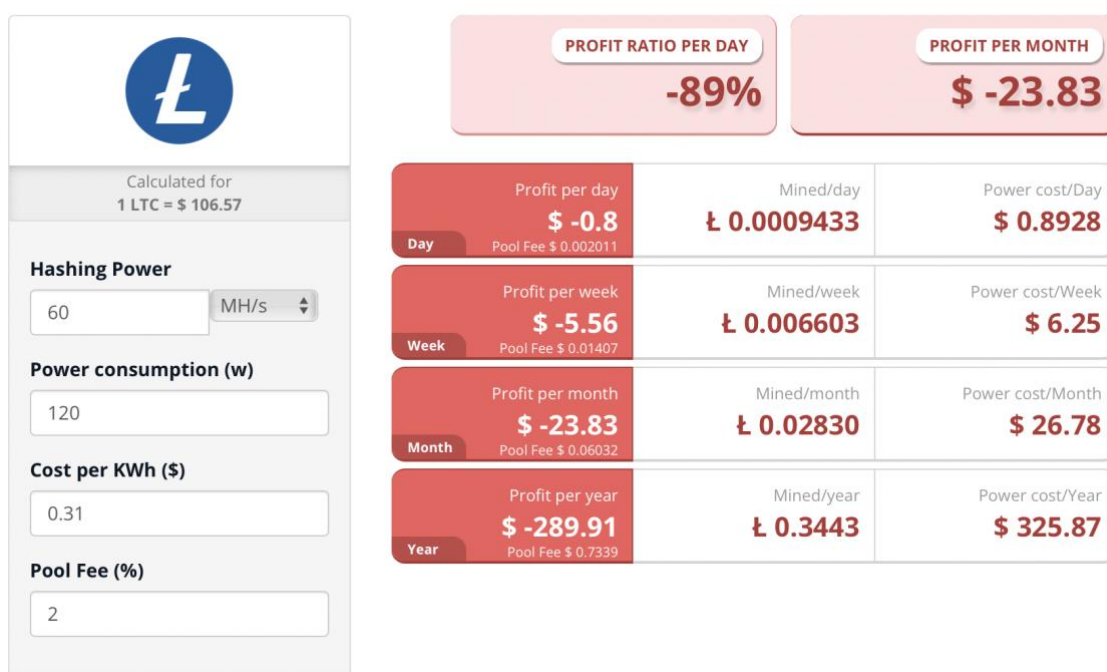 Calculated for
1 LTC = $ 106.57
Hashing Power
60
MH/s
Power consumption (w)
120
Cost per KWh ($)
0.31
Pool Fee (%)
2
PROFIT RATIO PER DAY
-89%
PROFIT PER MONTH
$ -23.83
Profit per day
$ -0.8
Day
Pool Fee $ 0.002011
Mined/day
Ł 0.0009433
Power cost/Day
$ 0.8928
Profit per week
$ -5.56
Week
Pool Fee $ 0.01407
Mined/week
Ł 0.006603
Power cost/Week
$ 6.25
Profit per month
$ -23.83
Month
Pool Fee $ 0.06032
Mined/month
Ł 0.02830
Power cost/Month
$ 26.78
Profit per year
$ -289.91
Year
Pool Fee $ 0.7339
Mined/year
Ł 0.3443
Power cost/Year
$ 325.87